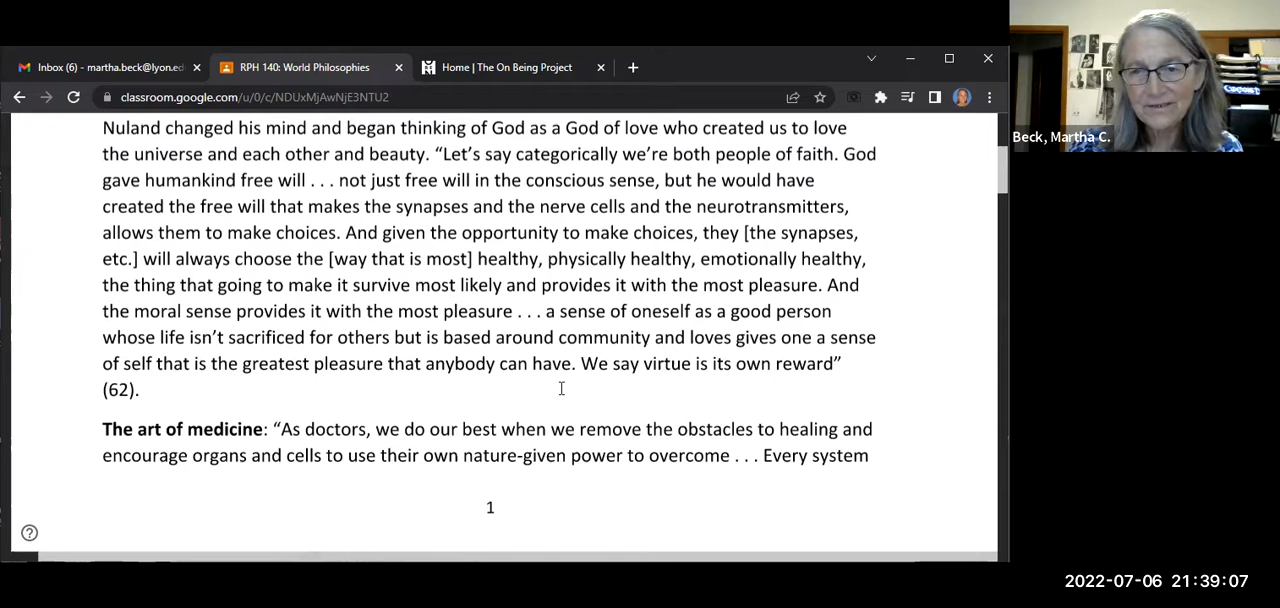 Inbox (6) - martha.beck@lyon.ed
RPH 140: World Philosophies
Home | The On Being Project
classroom.google.com/u/0/c/NDUxMjAwNjE3NTU2
Beck, Martha C.
Nuland changed his mind and began thinking of God as a God of love who created us to love
the universe and each other and beauty. “Let’s say categorically we’re both people of faith. God
gave humankind free will . . . not just free will in the conscious sense, but he would have
created the free will that makes the synapses and the nerve cells and the neurotransmitters,
allows them to make choices. And given the opportunity to make choices, they [the synapses,
etc.] will always choose the [way that is most] healthy, physically healthy, emotionally healthy,
the thing that going to make it survive most likely and provides it with the most pleasure. And
the moral sense provides it with the most pleasure . . . a sense of oneself as a good person
whose life isn’t sacrificed for others but is based around community and loves gives one a sense
of self that is the greatest pleasure that anybody can have. We say virtue is its own reward”
(62).
The art of medicine: “As doctors, we do our best when we remove the obstacles to healing and
encourage organs and cells to use their own nature-given power to overcome . . . Every system
1
2022-07-06 21:39:07